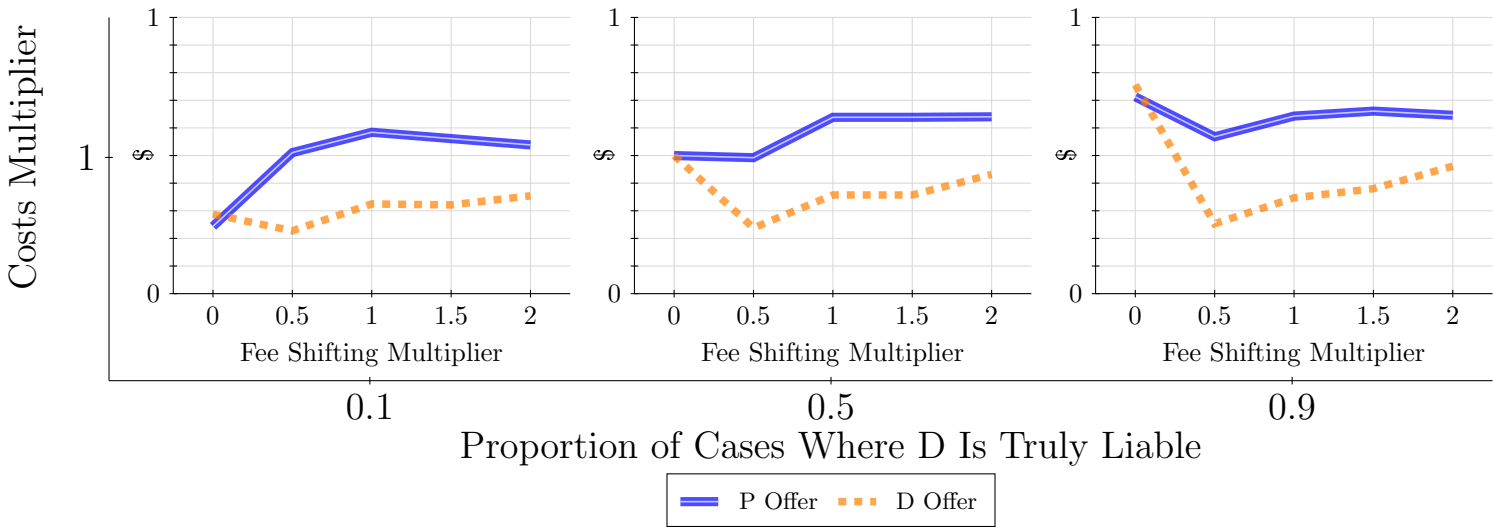 Costs Multiplier
1
1
$
0
0 0.5 1 1.5 2
Fee Shifting Multiplier
1
$
0
0 0.5 1 1.5 2
Fee Shifting Multiplier
1
$
0
0 0.5 1 1.5 2
Fee Shifting Multiplier
0.1 0.5 0.9
Proportion of Cases Where D Is Truly Liable
P Offer D Offer